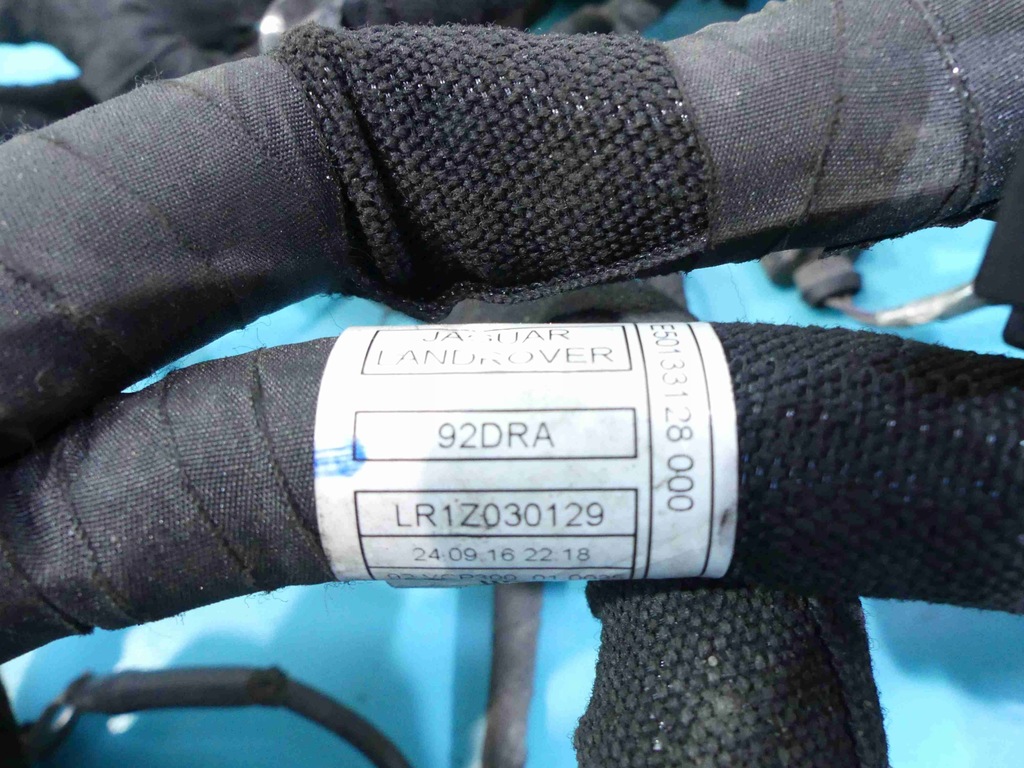 JAGUAR
LANDROVER
92DRA
LR1Z030129
24.09.16 22:18
E50133128 000